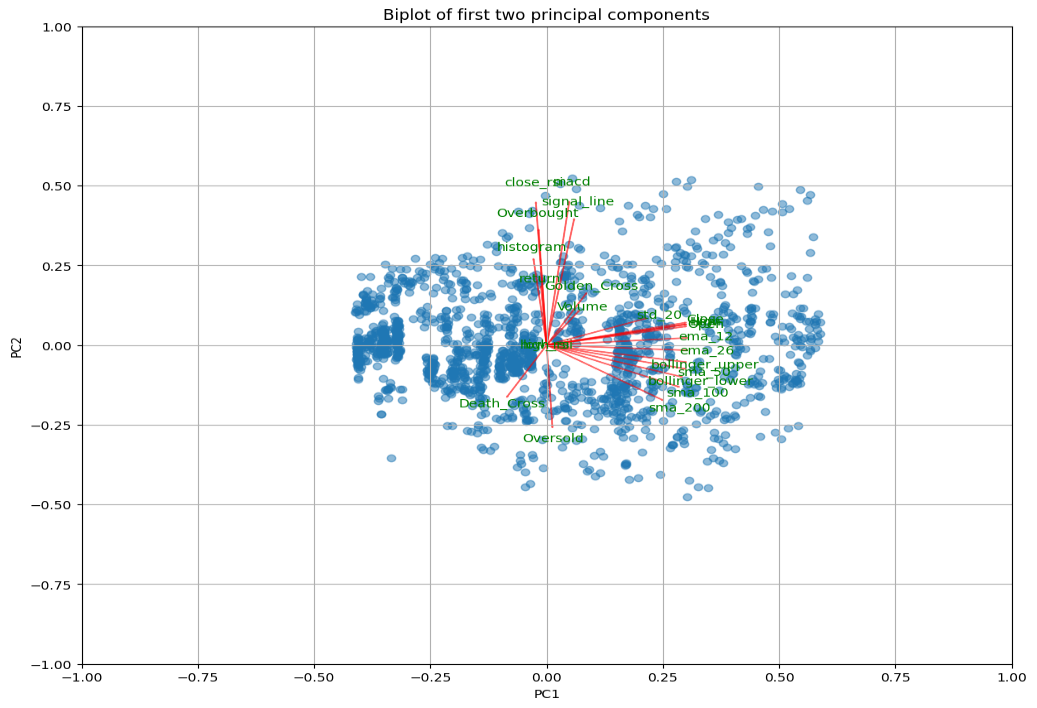 Biplot of first two principal components
1.00
0.75
0.50
0.25
0.00
−0.25
−0.50
−0.75
−1.00
PC2
close_rsi
macd
signal_line
Overbought
histogram
return
Golden_Cross
Volume
std_20
Close
ema_12
ema_26
bollinger_upper
sma_50
bollinger_lower
sma_100
sma_200
Death_Cross
Oversold
−1.00 −0.75 −0.50 −0.25 0.00 0.25 0.50 0.75 1.00
PC1